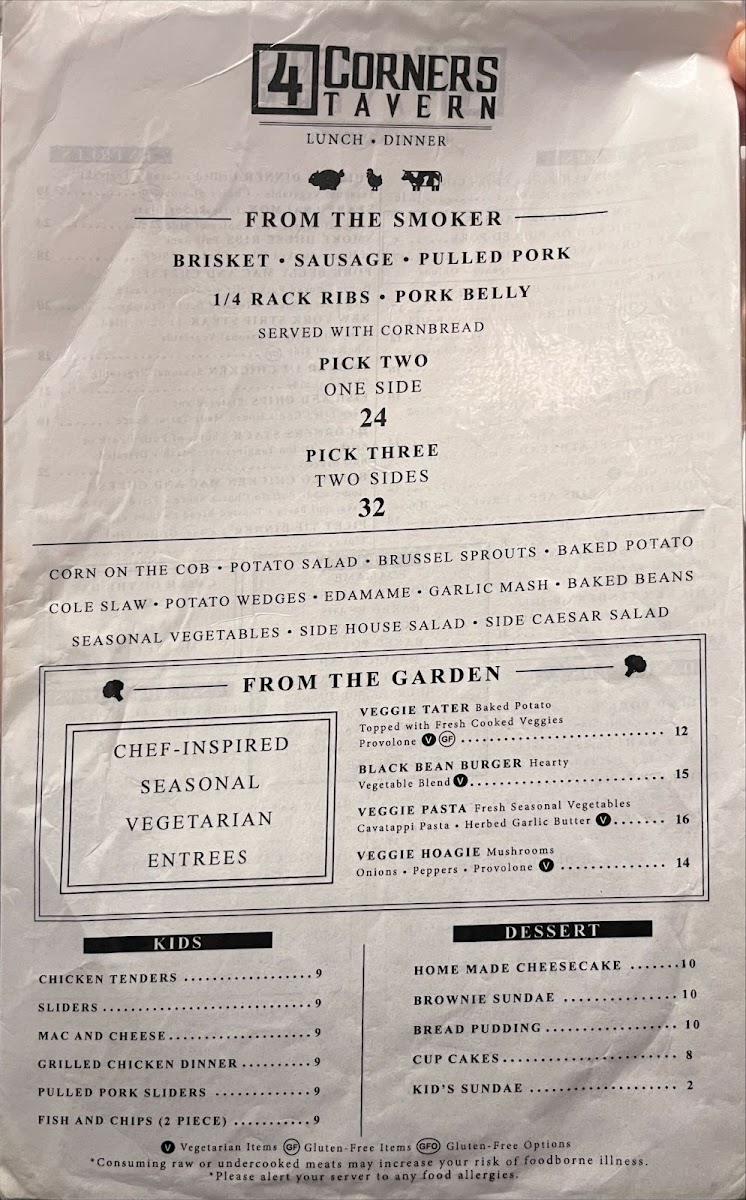 4 CORNERS
TAVERN
LUNCH • DINNER
FROM THE SMOKER
BRISKET • SAUSAGE • PULLED PORK
1/4 RACK RIBS • PORK BELLY
SERVED WITH CORNBREAD
PICK TWO
ONE SIDE
24
PICK THREE
TWO SIDES
32
CORN ON THE COB • POTATO SALAD • BRUSSEL SPROUTS • BAKED POTATO
COLE SLAW • POTATO WEDGES • EDAMAME • GARLIC MASH • BAKED BEANS
SEASONAL VEGETABLES • SIDE HOUSE SALAD • SIDE CAESAR SALAD
FROM THE GARDEN
CHEF-INSPIRED
SEASONAL
VEGETARIAN
ENTREES
VEGGIE TATER Baked Potato
Topped with Fresh Cooked Veggies
Provolone V GF .......... 12
BLACK BEAN BURGER Hearty
Vegetable Blend V .......... 15
VEGGIE PASTA Fresh Seasonal Vegetables
Cavatappi Pasta • Herbed Garlic Butter V ....... 16
VEGGIE HOAGIE Mushrooms
Onions • Peppers • Provolone V .......... 14
KIDS
CHICKEN TENDERS .......... 9
SLIDERS .......... 9
MAC AND CHEESE .......... 9
GRILLED CHICKEN DINNER .......... 9
PULLED PORK SLIDERS .......... 9
FISH AND CHIPS (2 PIECE) .......... 9
DESSERT
HOME MADE CHEESECAKE ....... 10
BROWNIE SUNDAE .......... 10
BREAD PUDDING .......... 10
CUP CAKES .......... 8
KID'S SUNDAE .......... 2
V Vegetarian Items GF Gluten-Free Items GFO Gluten-Free Options
*Consuming raw or undercooked meats may increase your risk of foodborne illness.
*Please alert your server to any food allergies.